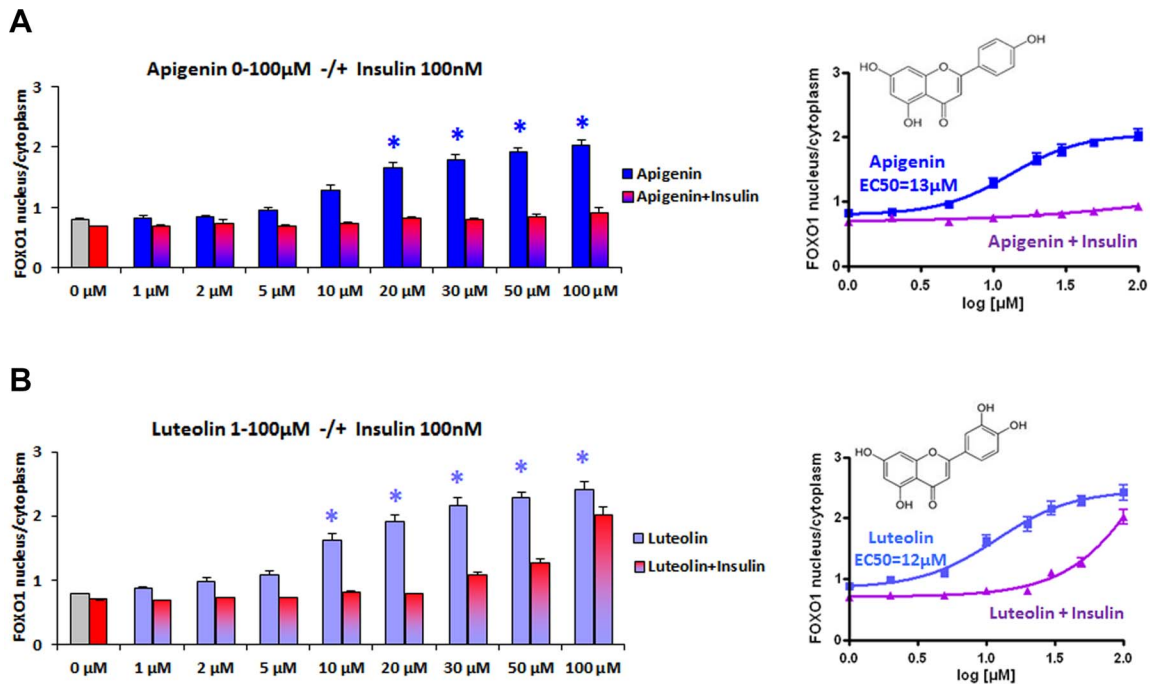 A
Apigenin 0-100µM -/+ Insulin 100nM
FOXO1 nucleus/cytoplasm
3
2
1
0
0 µM 1 µM 2 µM 5 µM 10 µM 20 µM 30 µM 50 µM 100 µM
* * * *
Apigenin
Apigenin+Insulin
FOXO1 nucleus/cytoplasm
3
2
1
0
0.0 0.5 1.0 1.5 2.0
log [µM]
HO
O
OH
OH
O
Apigenin
EC50=13µM
Apigenin + Insulin
B
Luteolin 1-100µM -/+ Insulin 100nM
FOXO1 nucleus/cytoplasm
3
2
1
0
0 µM 1 µM 2 µM 5 µM 10 µM 20 µM 30 µM 50 µM 100 µM
* * * * *
Luteolin
Luteolin+Insulin
FOXO1 nucleus/cytoplasm
3
2
1
0
0.0 0.5 1.0 1.5 2.0
log [µM]
OH
OH
HO
O
OH
O
Luteolin
EC50=12µM
Luteolin + Insulin